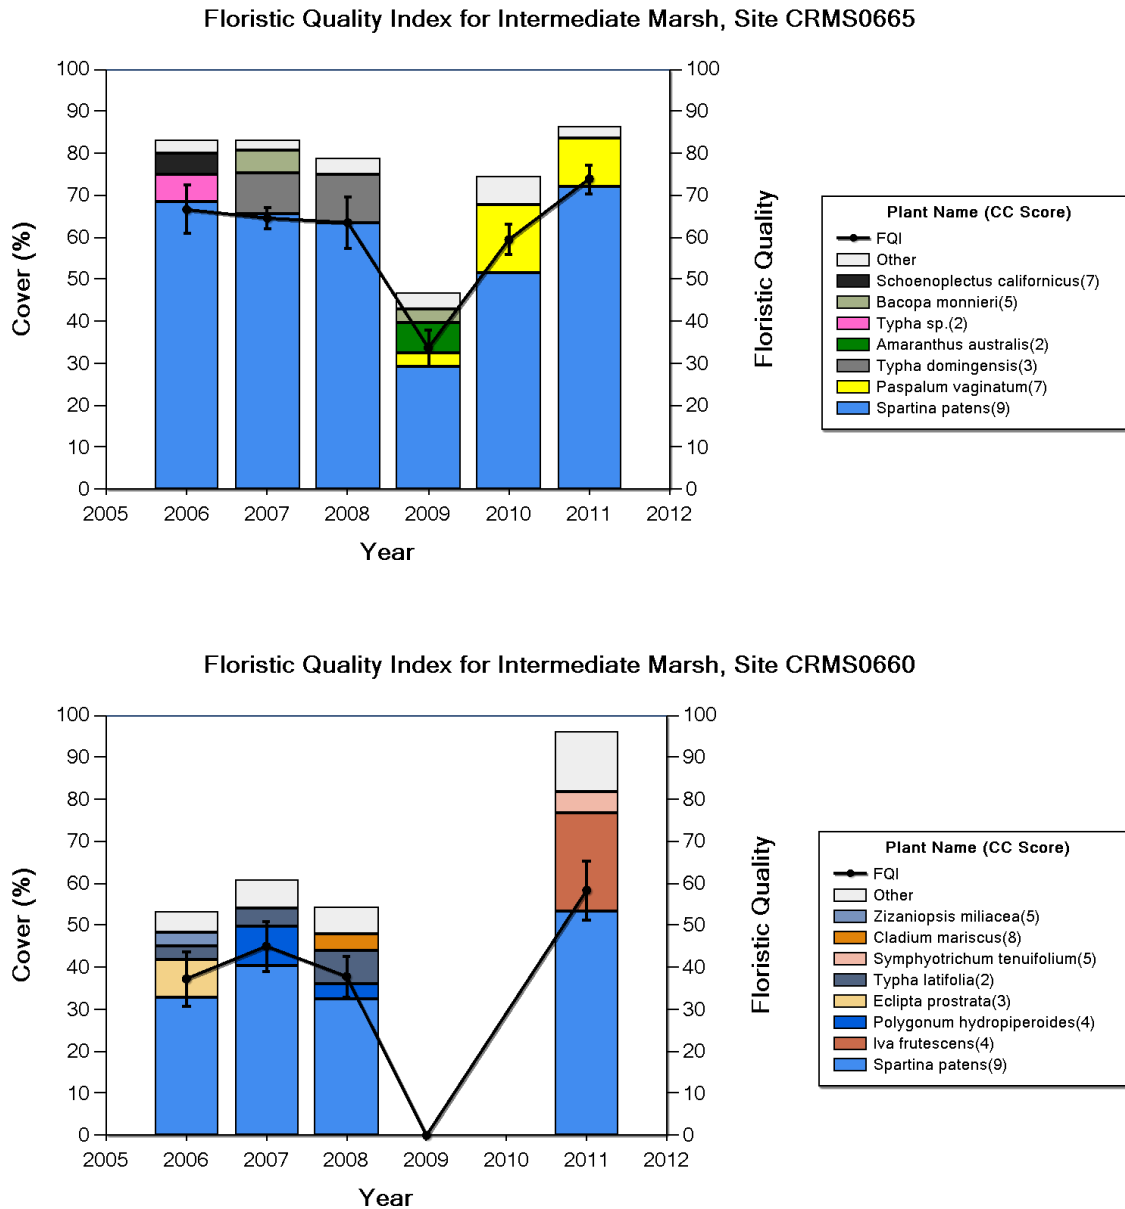 Floristic Quality Index for Intermediate Marsh, Site CRMS0665
100
90
80
70
60
50
40
30
20
10
0
Cover (%)
100
90
80
70
60
50
40
30
20
10
0
Floristic Quality
2005 2006 2007 2008 2009 2010 2011 2012
Year
Plant Name (CC Score)
FQI
Other
Schoenoplectus californicus(7)
Bacopa monnieri(5)
Typha sp.(2)
Amaranthus australis(2)
Typha domingensis(3)
Paspalum vaginatum(7)
Spartina patens(9)
Floristic Quality Index for Intermediate Marsh, Site CRMS0660
100
90
80
70
60
50
40
30
20
10
0
Cover (%)
100
90
80
70
60
50
40
30
20
10
0
Floristic Quality
2005 2006 2007 2008 2009 2010 2011 2012
Year
Plant Name (CC Score)
FQI
Other
Zizaniopsis miliacea(5)
Cladium mariscus(8)
Symphyotrichum tenuifolium(5)
Typha latifolia(2)
Eclipta prostrata(3)
Polygonum hydropiperoides(4)
Iva frutescens(4)
Spartina patens(9)